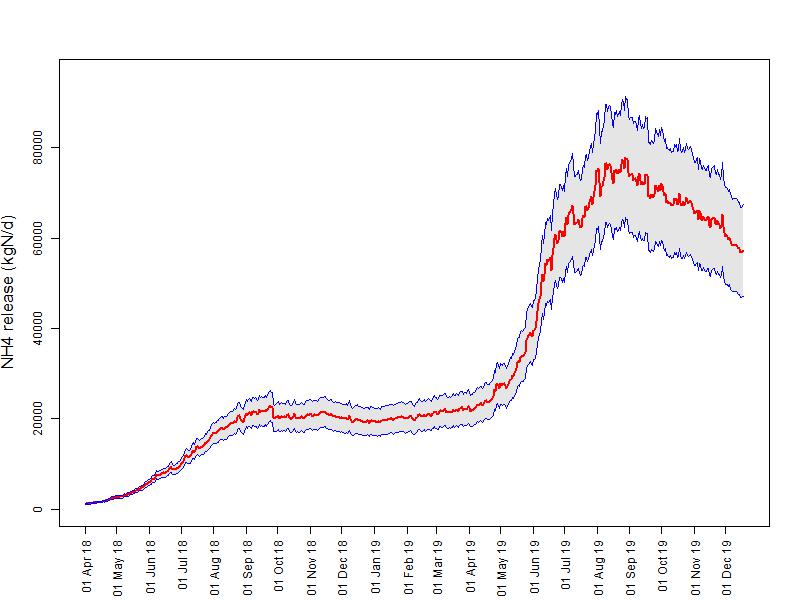 NH4 release (kgN/d)
80000
60000
40000
20000
0
01 Apr 18
01 May 18
01 Jun 18
01 Jul 18
01 Aug 18
01 Sep 18
01 Oct 18
01 Nov 18
01 Dec 18
01 Jan 19
01 Feb 19
01 Mar 19
01 Apr 19
01 May 19
01 Jun 19
01 Jul 19
01 Aug 19
01 Sep 19
01 Oct 19
01 Nov 19
01 Dec 19